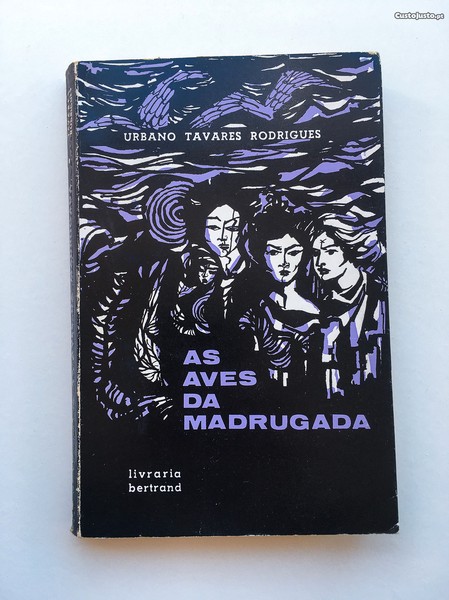 CustoJusto.pt
URBANO TAVARES RODRIGUES
AS
AVES
DA
MADRUGADA
livraria
bertrand